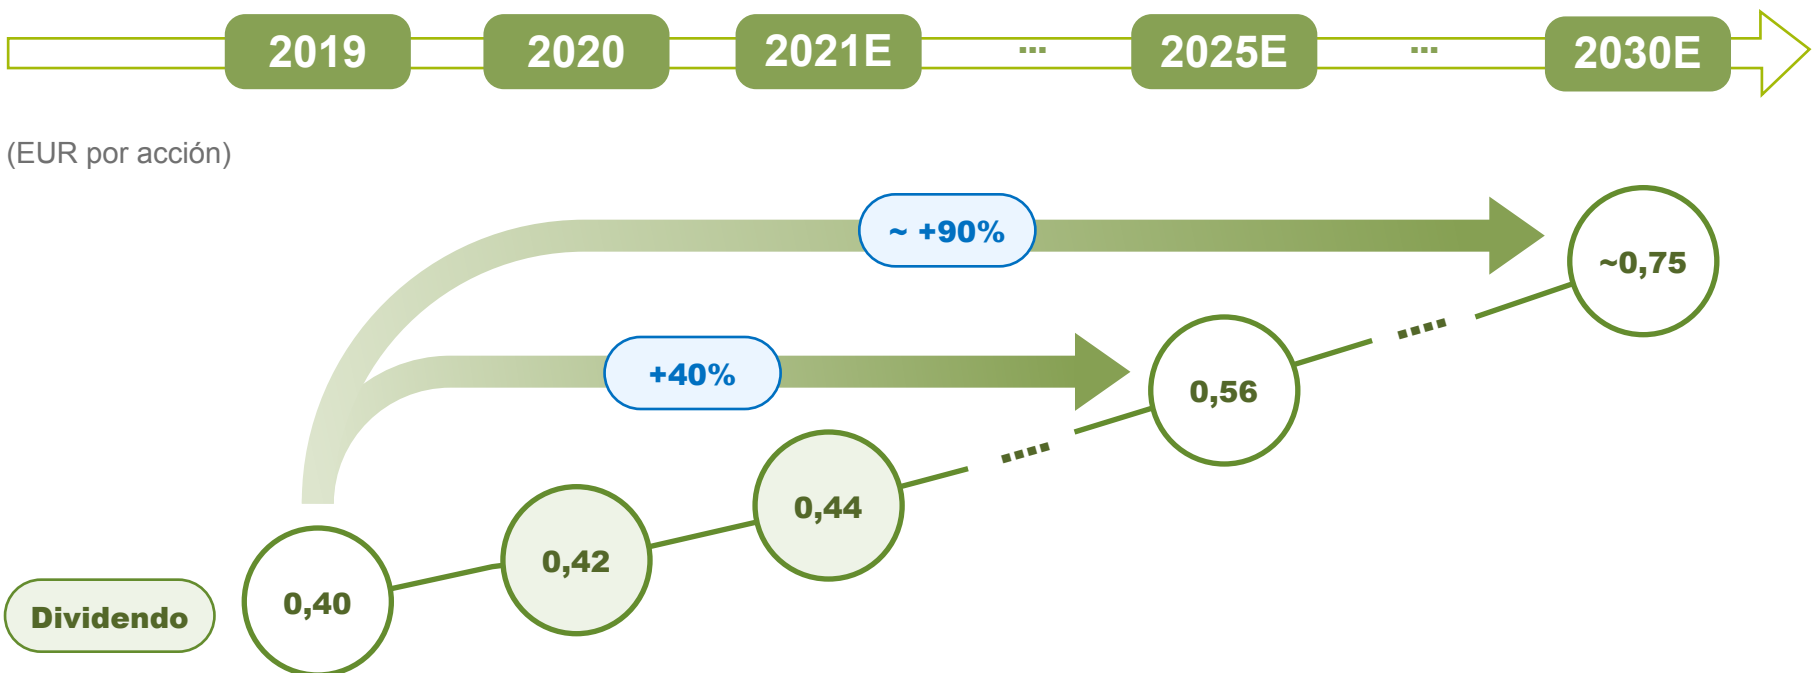 2019 2020 2021E ... 2025E ... 2030E
(EUR por acción)
~ +90%
~0,75
+40%
0,56
0,44
0,42
0,40
Dividendo